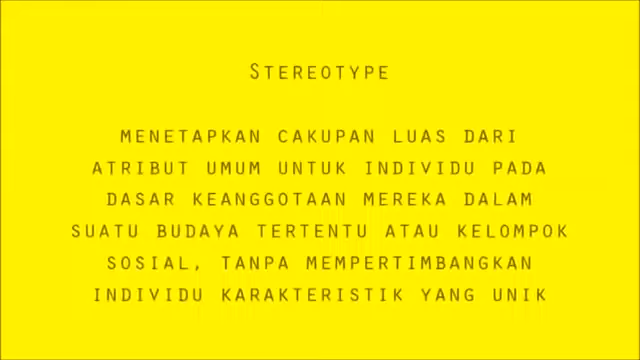 Stereotype
MENETAPKAN CAKUPAN LUAS DARI
ATRIBUT UMUM UNTUK INDIVIDU PADA
DASAR KEANGGOTAAN MEREKA DALAM
SUATU BUDAYA TERTENTU ATAU KELOMPOK
SOSIAL, TANPA MEMPERTIMBANGKAN
INDIVIDU KARAKTERISTIK YANG UNIK